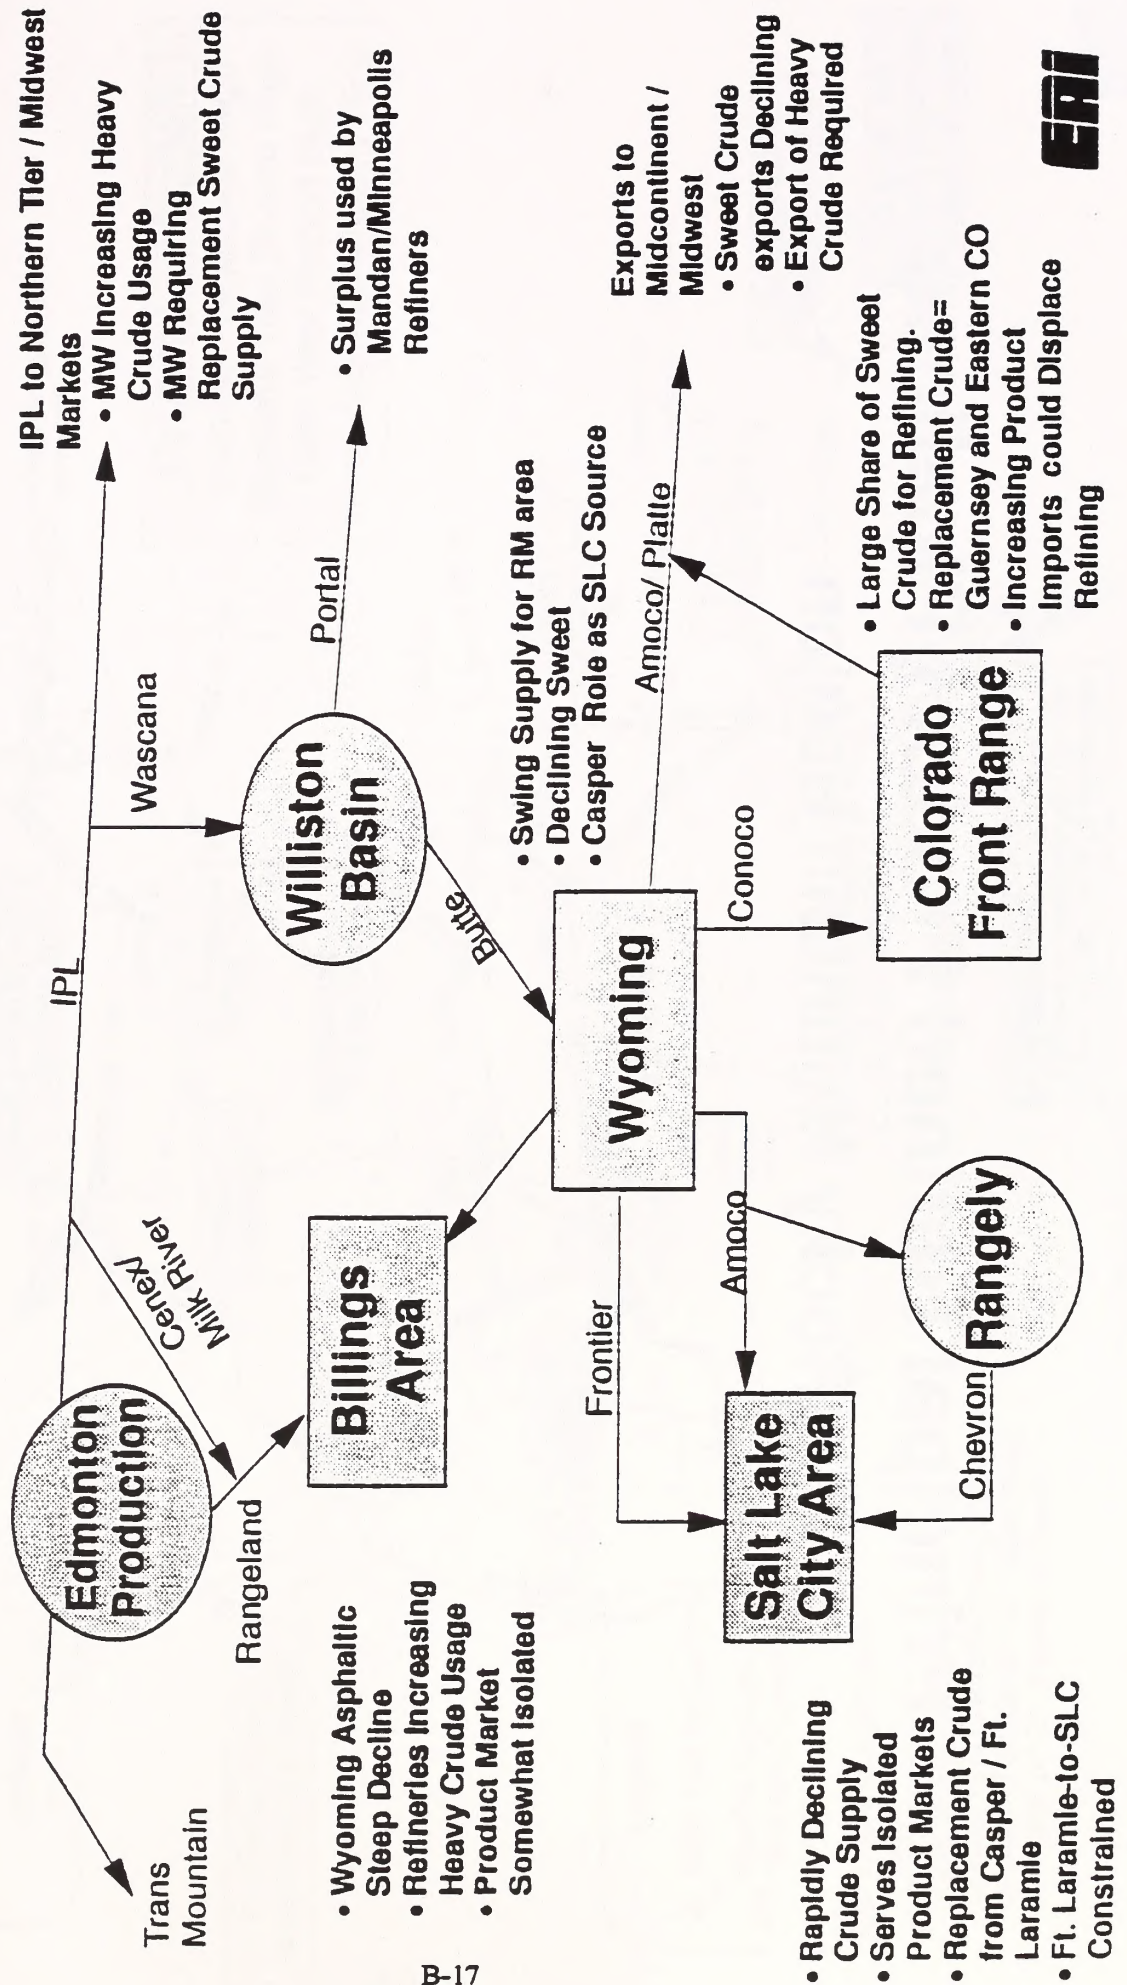 IPL to Northern Tier / Midwest
Markets
• MW Increasing Heavy
Crude Usage
• MW Requiring
Replacement Sweet Crude
Supply
IPL
Trans
Mountain
Edmonton
Production
Cenex/
Milk River
Rangeland
Wascana
Williston
Basin
Portal
• Surplus used by
Mandan/Minneapolis
Refiners
Butte
Billings
Area
• Wyoming Asphaltic
Steep Decline
• Refineries Increasing
Heavy Crude Usage
• Product Market
Somewhat Isolated
• Swing Supply for RM area
• Declining Sweet
• Casper Role as SLC Source
Wyoming
Amoco/ Platte
Exports to
Midcontinent /
Midwest
• Sweet Crude
exports Declining
• Export of Heavy
Crude Required
Frontier
Amoco
Conoco
Salt Lake
City Area
Chevron
Rangely
Colorado
Front Range
• Large Share of Sweet
Crude for Refining.
• Replacement Crude=
Guernsey and Eastern CO
• Increasing Product
Imports could Displace
Refining
• Rapidly Declining
Crude Supply
• Serves Isolated
Product Markets
• Replacement Crude
from Casper / Ft.
Laramie
• Ft. Laramie-to-SLC
Constrained
EAI
B-17